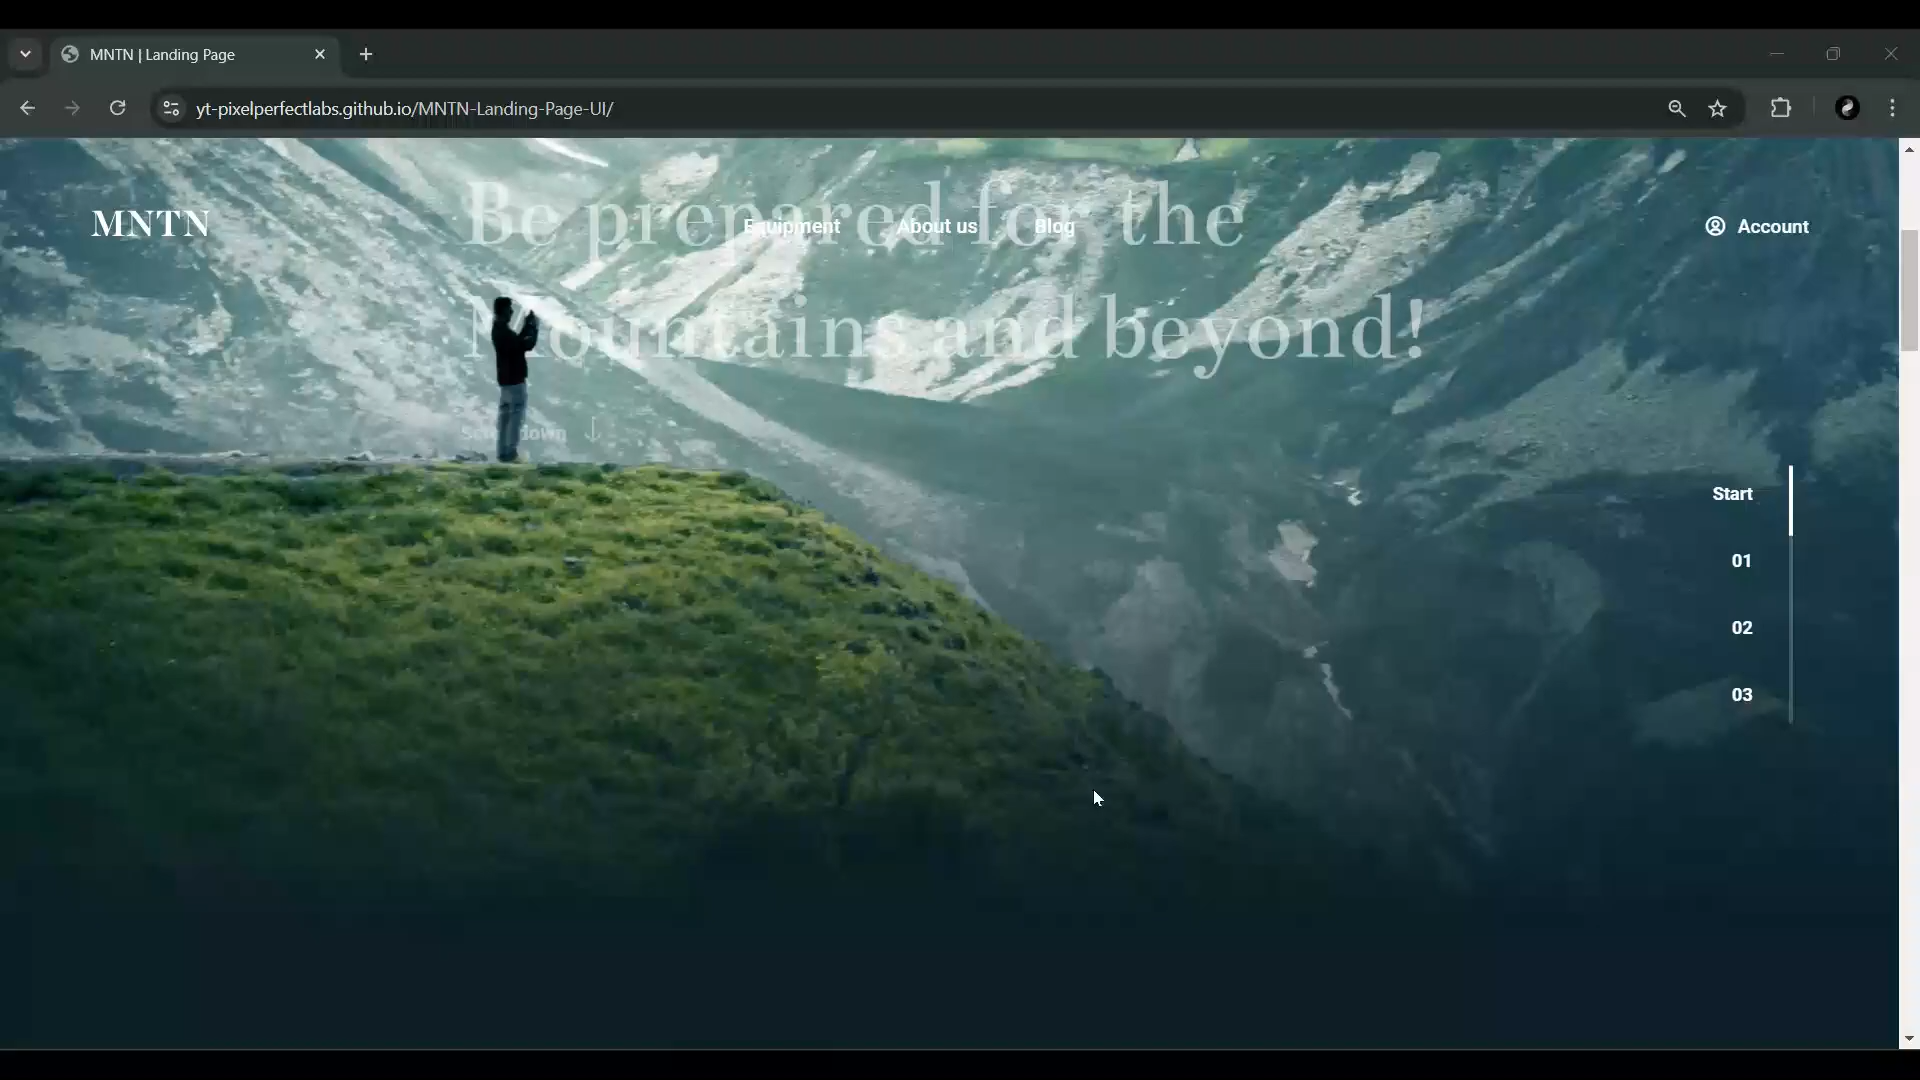 MNTN | Landing Page
yt-pixelperfectlabs.github.io/MNTN-Landing-Page-UI/
MNTN
Equipment
About us
Blog
Account
Be prepared for the
Mountains and beyond!
Scroll down
Start
01
02
03